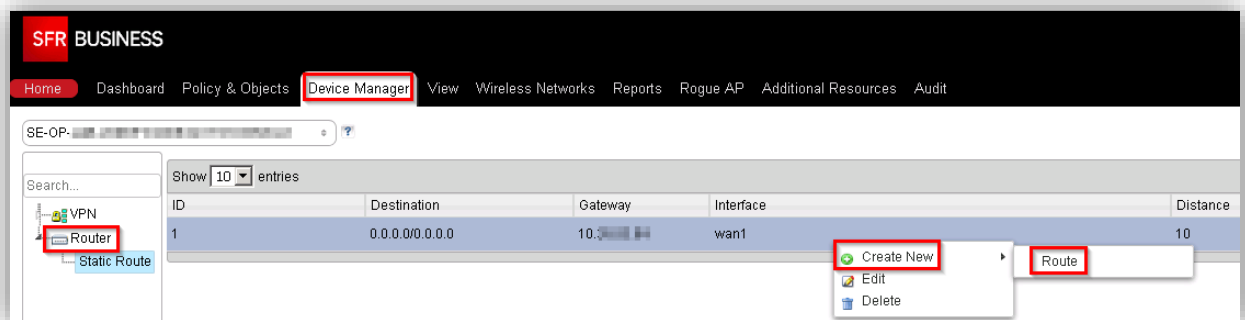 SFR BUSINESS
Home Dashboard Policy & Objects Device Manager View Wireless Networks Reports Rogue AP Additional Resources Audit
SE-OP- ?
Search... Show 10 entries
VPN ID Destination Gateway Interface Distance
Router 1 0.0.0.0/0.0.0.0 10. wan1 10
Static Route Create New Route
Edit
Delete